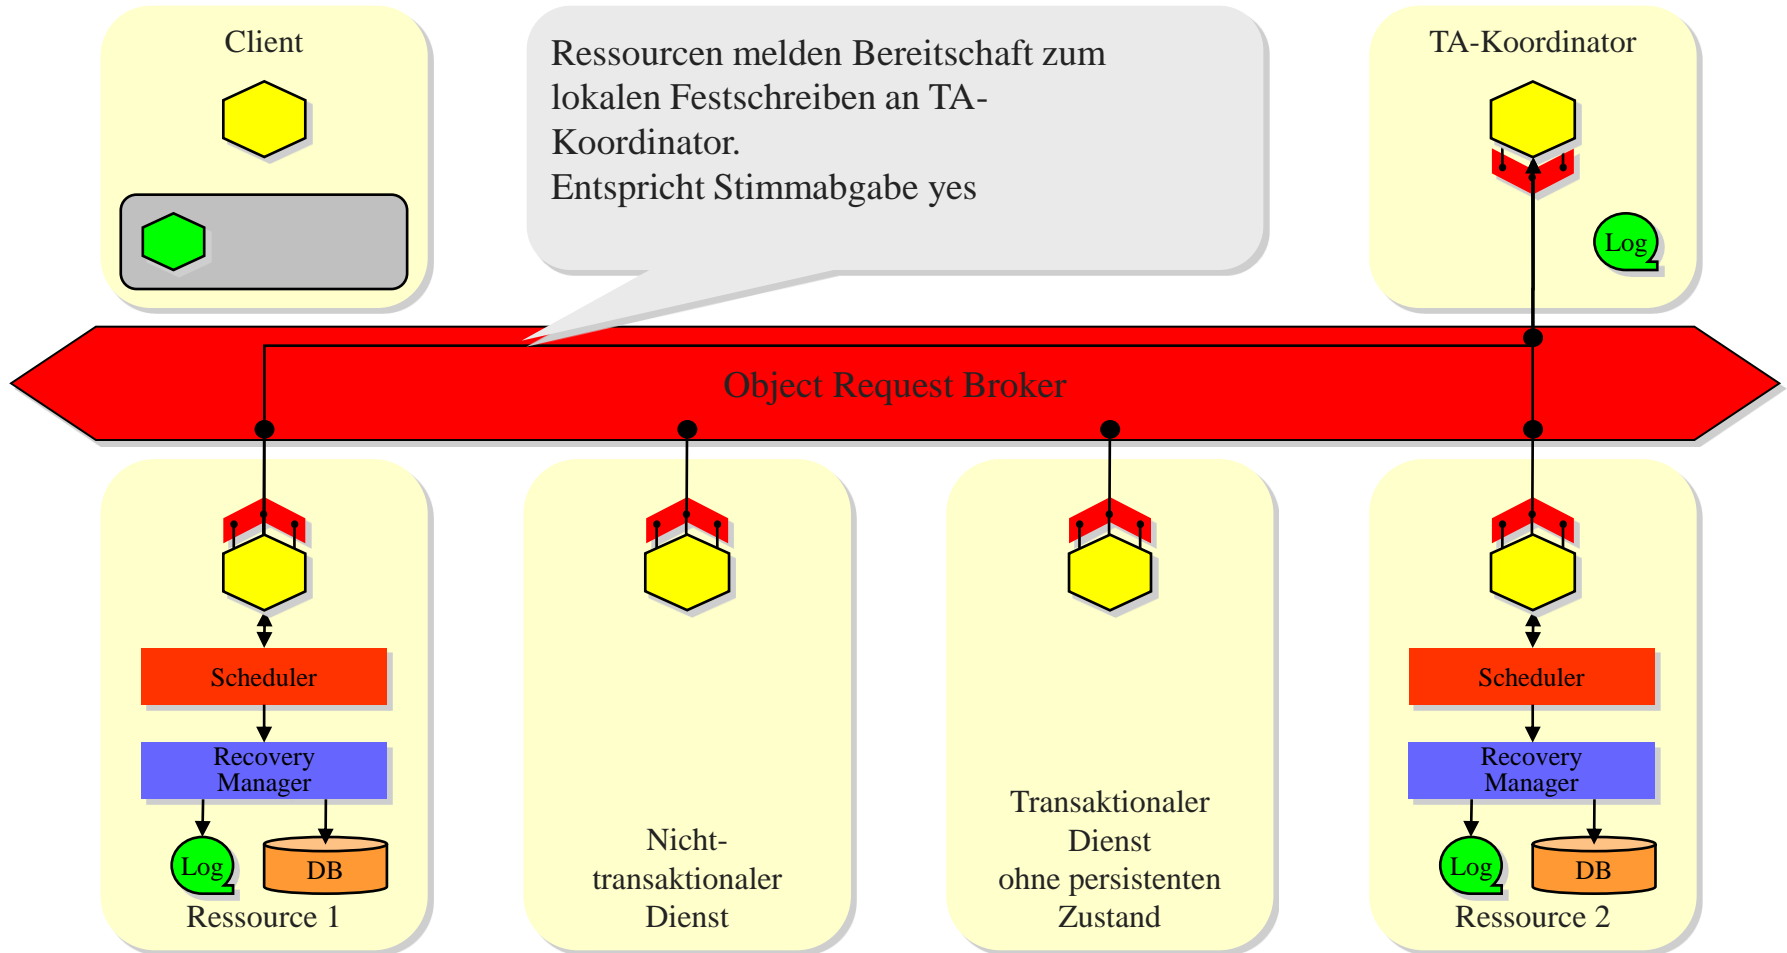 Client
Ressourcen melden Bereitschaft zum
lokalen Festschreiben an TA-
Koordinator.
Entspricht Stimmabgabe yes
TA-Koordinator
Log
Object Request Broker
Scheduler
Recovery
Manager
Log
DB
Ressource 1
Nicht-
transaktionaler
Dienst
Transaktionaler
Dienst
ohne persistenten
Zustand
Scheduler
Recovery
Manager
Log
DB
Ressource 2